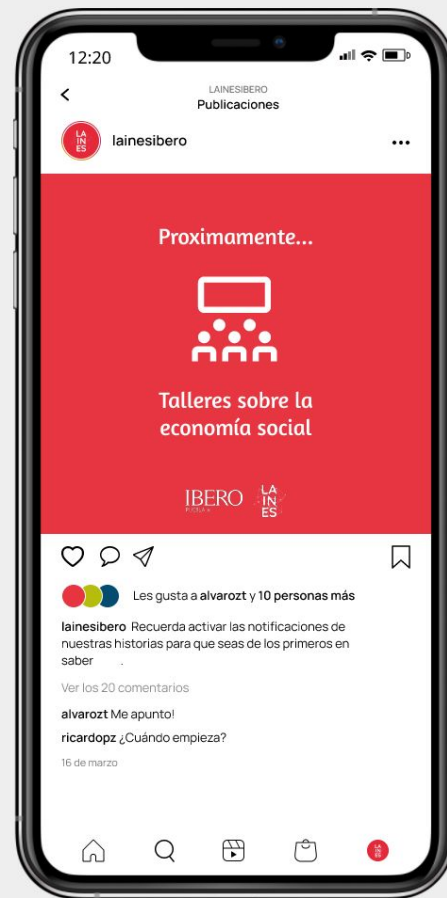 12:20
LAINESIBERO
Publicaciones
LA
IN
ES
lainesibero
Proximamente...
Talleres sobre la
economía social
IBERO
PUEBLA
LA
IN
ES
Les gusta a alvarozt y 10 personas más
lainesibero Recuerda activar las notificaciones de
nuestras historias para que seas de los primeros en
saber .
Ver los 20 comentarios
alvarozt Me apunto!
ricardopz ¿Cuándo empieza?
16 de marzo
LA
IN
ES